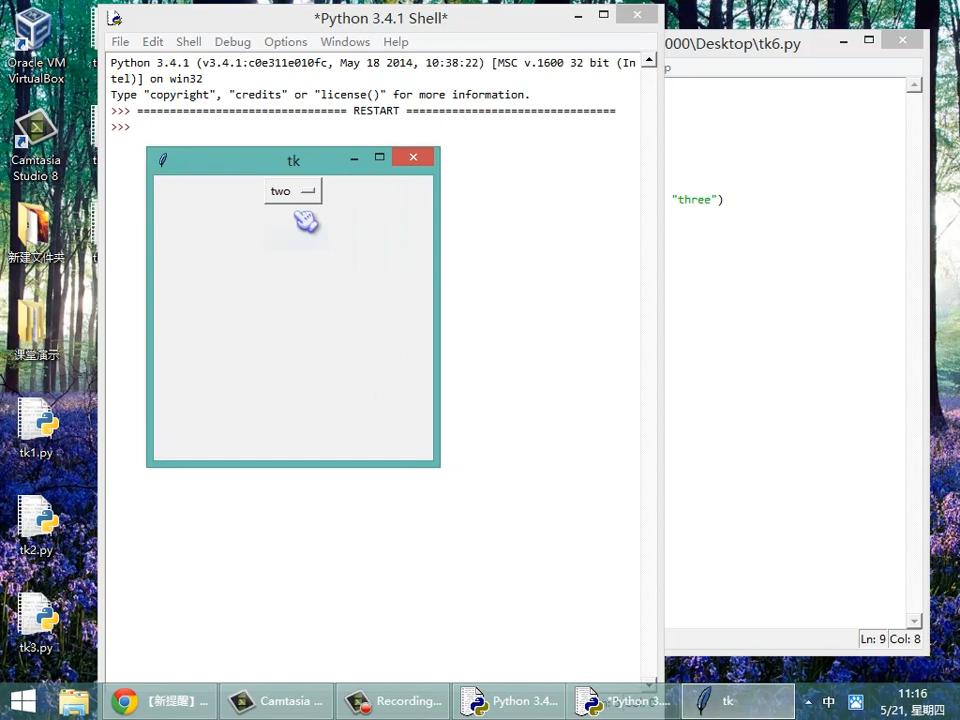 Oracle VM
VirtualBox
Camtasia
Studio 8
新建文件夹
课堂演示
tk1.py
tk2.py
tk3.py
*Python 3.4.1 Shell*
File Edit Shell Debug Options Windows Help
Python 3.4.1 (v3.4.1:c0e311e010fc, May 18 2014, 10:38:22) [MSC v.1600 32 bit (In
tel)] on win32
Type "copyright", "credits" or "license()" for more information.
>>> ================================ RESTART ================================
>>>
tk
two
000\Desktop\tk6.py
p
"three")
Ln: 9 Col: 8
【新提醒】...
Camtasia ...
Recording...
Python 3.4...
*Python 3....
tk
中
11:16
5/21, 星期四